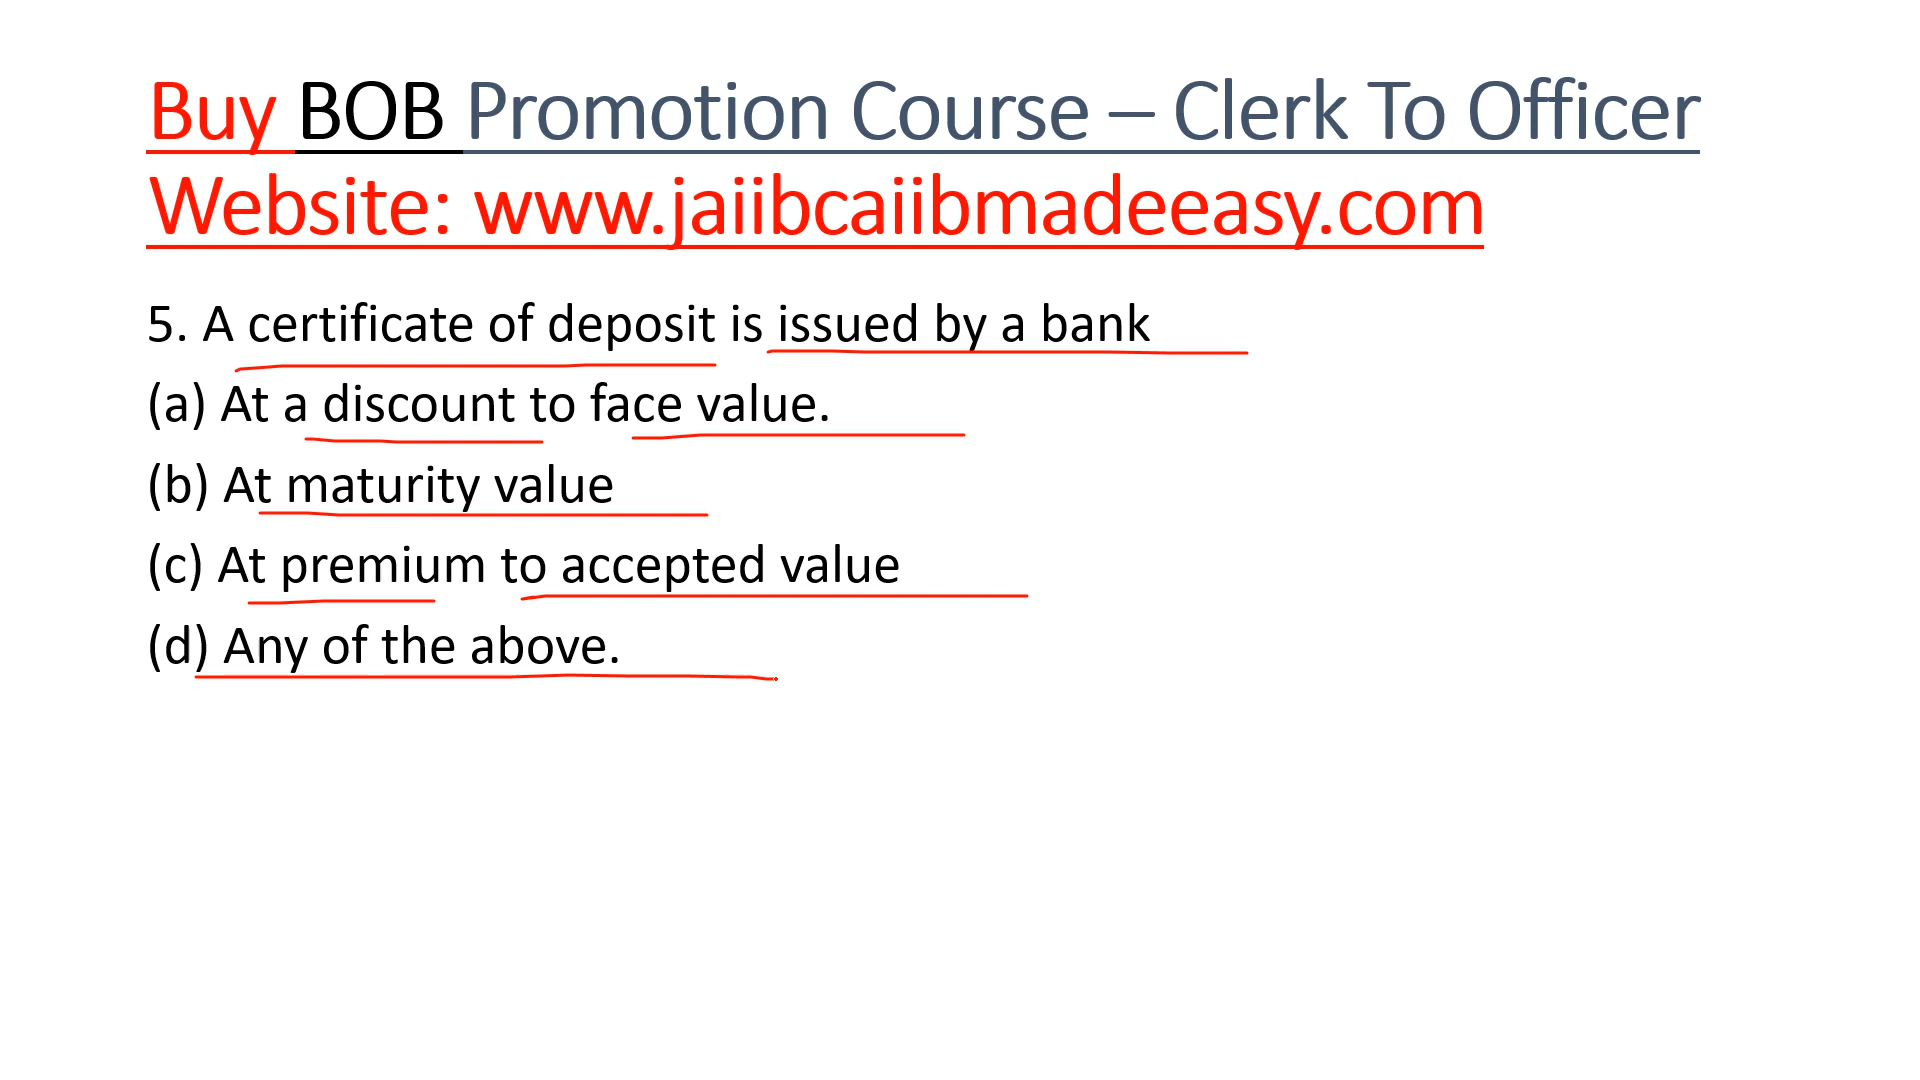 Buy BOB Promotion Course – Clerk To Officer
Website: www.jaiibcaiibmadeeasy.com
5. A certificate of deposit is issued by a bank
(a) At a discount to face value.
(b) At maturity value
(c) At premium to accepted value
(d) Any of the above.